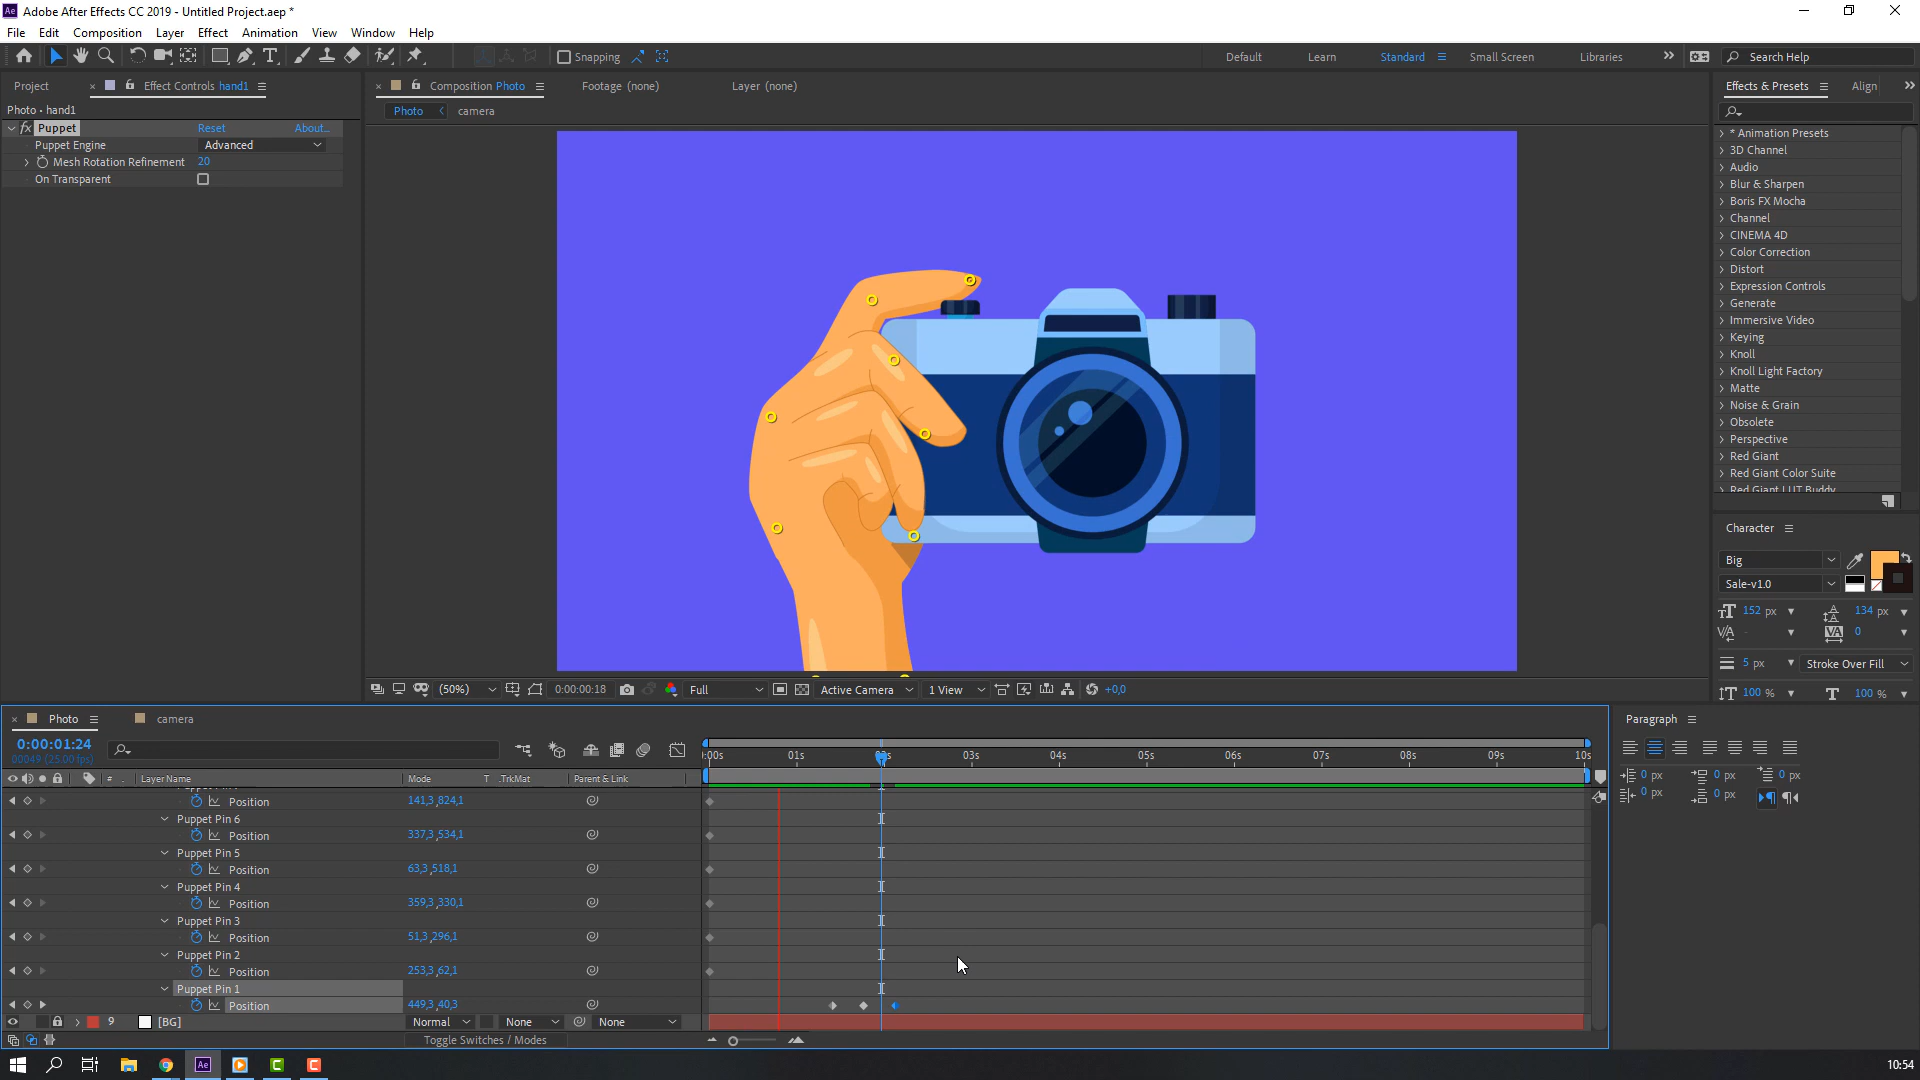 Adobe After Effects CC 2019 - Untitled Project.aep *
File Edit Composition Layer Effect Animation View Window Help
Snapping Default Learn Standard Small Screen Libraries Search Help
Project Effect Controls hand1
Photo • hand1
fx Puppet Reset About...
Puppet Engine Advanced
Mesh Rotation Refinement 20
On Transparent
Composition Photo Footage (none) Layer (none)
Photo camera
(50%) 0:00:00:18 Full Active Camera 1 View +0,0
Effects & Presets Align
* Animation Presets
3D Channel
Audio
Blur & Sharpen
Boris FX Mocha
Channel
CINEMA 4D
Color Correction
Distort
Expression Controls
Generate
Immersive Video
Keying
Knoll
Knoll Light Factory
Matte
Noise & Grain
Obsolete
Perspective
Red Giant
Red Giant Color Suite
Red Giant LUT Buddy
Character
Big
Sale-v1.0
152 px 134 px
- 0
5 px Stroke Over Fill
100 % 100 %
Paragraph
0 px 0 px 0 px
0 px 0 px
Photo camera
0:00:01:24
00049 (25.00 fps)
# Layer Name Mode T .TrkMat Parent & Link
:00s 01s 03s 04s 05s 06s 07s 08s 09s 10s
Position 141,3 ,824,1
Puppet Pin 6
Position 337,3 ,534,1
Puppet Pin 5
Position 63,3 ,518,1
Puppet Pin 4
Position 359,3 ,330,1
Puppet Pin 3
Position 51,3 ,296,1
Puppet Pin 2
Position 253,3 ,62,1
Puppet Pin 1
Position 449,3 ,40,3
9 [BG] Normal None None
Toggle Switches / Modes
10:54